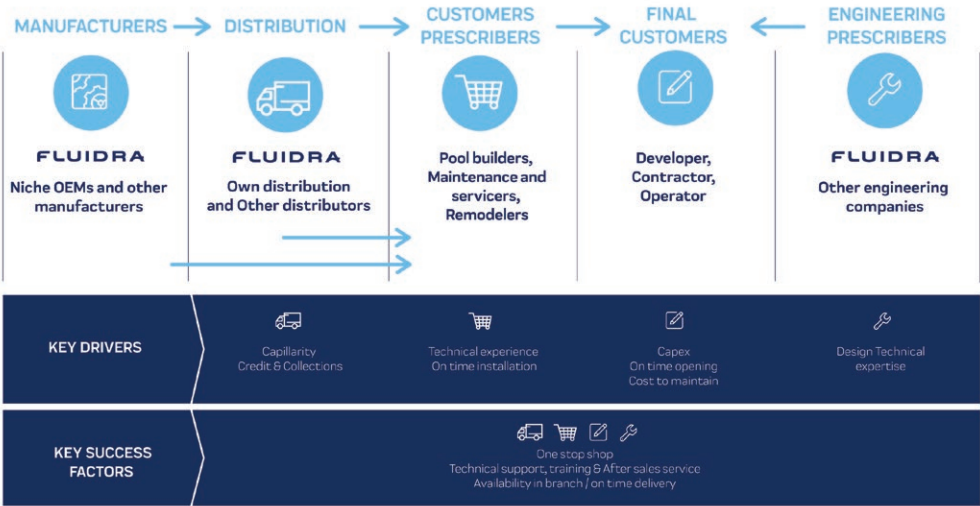 MANUFACTURERS
DISTRIBUTION
CUSTOMERS
PRESCRIBERS
FINAL
CUSTOMERS
ENGINEERING
PRESCRIBERS
FLUIDRA
Niche OEMs and other
manufacturers
FLUIDRA
Own distribution
and Other distributors
Pool builders,
Maintenance and
servicers,
Remodelers
Developer,
Contractor,
Operator
FLUIDRA
Other engineering
companies
KEY DRIVERS
Capillarity
Credit & Collections
Technical experience
On time installation
Capex
On time opening
Cost to maintain
Design Technical
expertise
KEY SUCCESS
FACTORS
One stop shop
Technical support, training & After sales service
Availability in branch / on time delivery